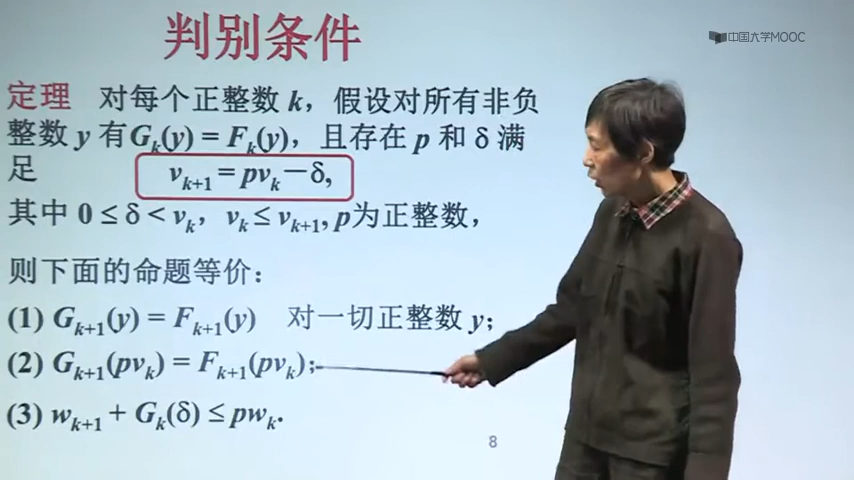 判别条件
中国大学MOOC
定理 对每个正整数 k，假设对所有非负
整数 y 有Gₖ(y) = Fₖ(y)，且存在 p 和 δ 满
足 vₖ₊₁ = pvₖ－δ,
其中 0 ≤ δ < vₖ，vₖ ≤ vₖ₊₁, p为正整数，
则下面的命题等价：
(1) Gₖ₊₁(y) = Fₖ₊₁(y) 对一切正整数 y；
(2) Gₖ₊₁(pvₖ) = Fₖ₊₁(pvₖ)；
(3) wₖ₊₁ + Gₖ(δ) ≤ pwₖ.
8